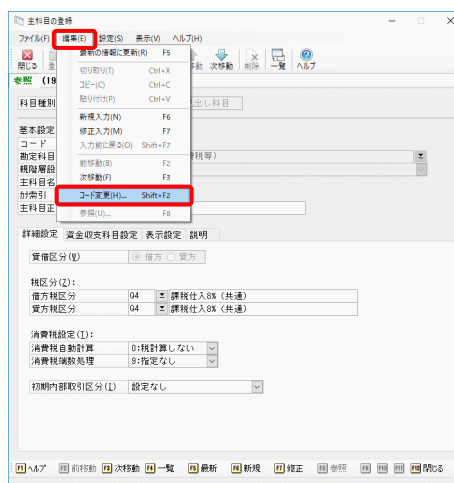 主科目の登録
ファイル(F) 編集(E) 設定(S) 表示(V) ヘルプ(H)
閉じる 次移動 削除 一覧 ヘルプ
最新の情報に更新(R) F5
切り取り(T) Ctrl+X
コピー(C) Ctrl+C
貼り付け(P) Ctrl+V
新規入力(N) F6
修正入力(M) F7
入力前に戻る(O) Shift+F7
前移動(B) F2
次移動(F) F3
コード変更(H)... Shift+F2
参照(U)... F8
参照 (19
科目種別 出し科目
基本設定
コード
勘定科目 税等)
親階層設
主科目名
カナ索引
主科目正
詳細設定 資金収支科目設定 表示設定 説明
貸借区分(V) 借方 貸方
税区分(Z):
借方税区分 Q4 課税仕入8% (共通)
貸方税区分 Q4 課税仕入8% (共通)
消費税設定(I):
消費税自動計算 0:税計算しない
消費税端数処理 9:指定なし
初期内部取引区分(L) 設定なし
F1 ヘルプ F2 前移動 F3 次移動 F4 一覧 F5 最新 F6 新規 F7 修正 F8 参照 F9 F10 F11 F12 閉じる